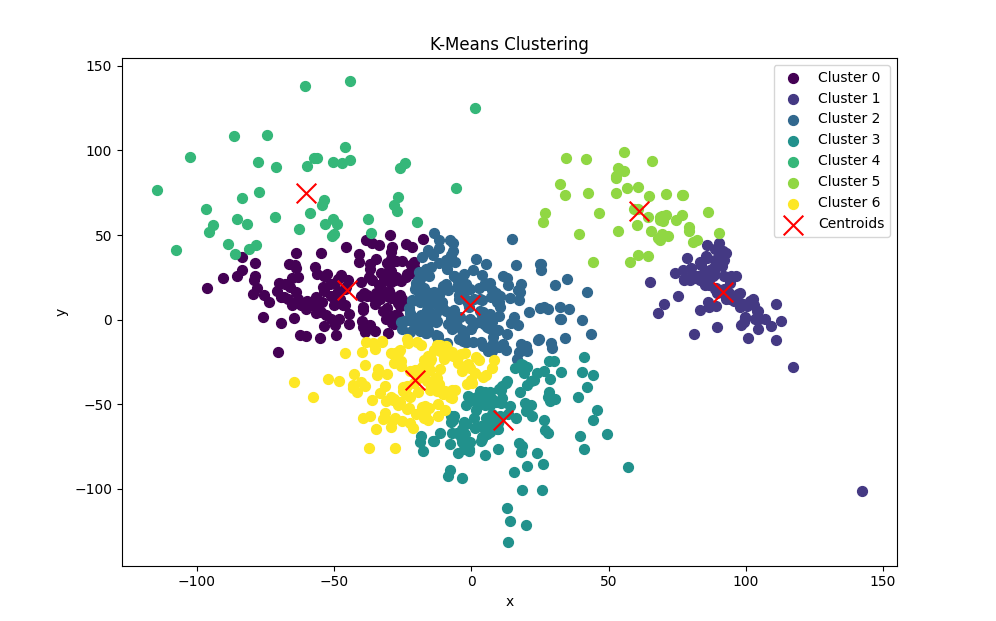 K-Means Clustering
150
100
50
0
−50
−100
y
−100
−50
0
50
100
150
x
Cluster 0
Cluster 1
Cluster 2
Cluster 3
Cluster 4
Cluster 5
Cluster 6
Centroids